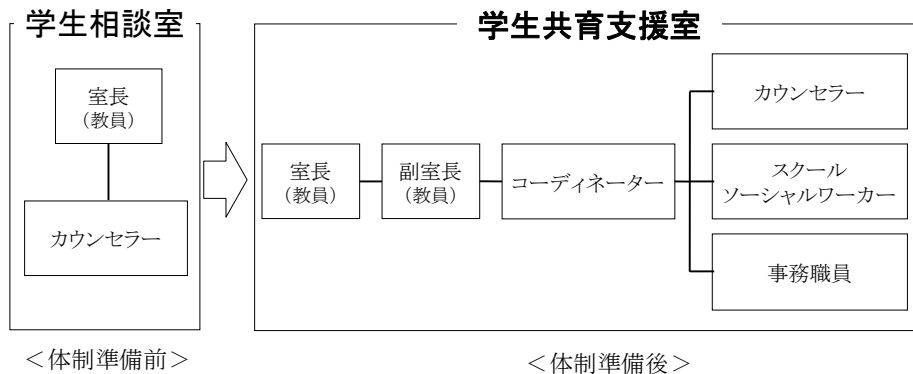 学生相談室
室長
（教員）
カウンセラー
＜体制準備前＞
学生共育支援室
室長
（教員）
副室長
（教員）
コーディネーター
カウンセラー
スクール
ソーシャルワーカー
事務職員
＜体制準備後＞